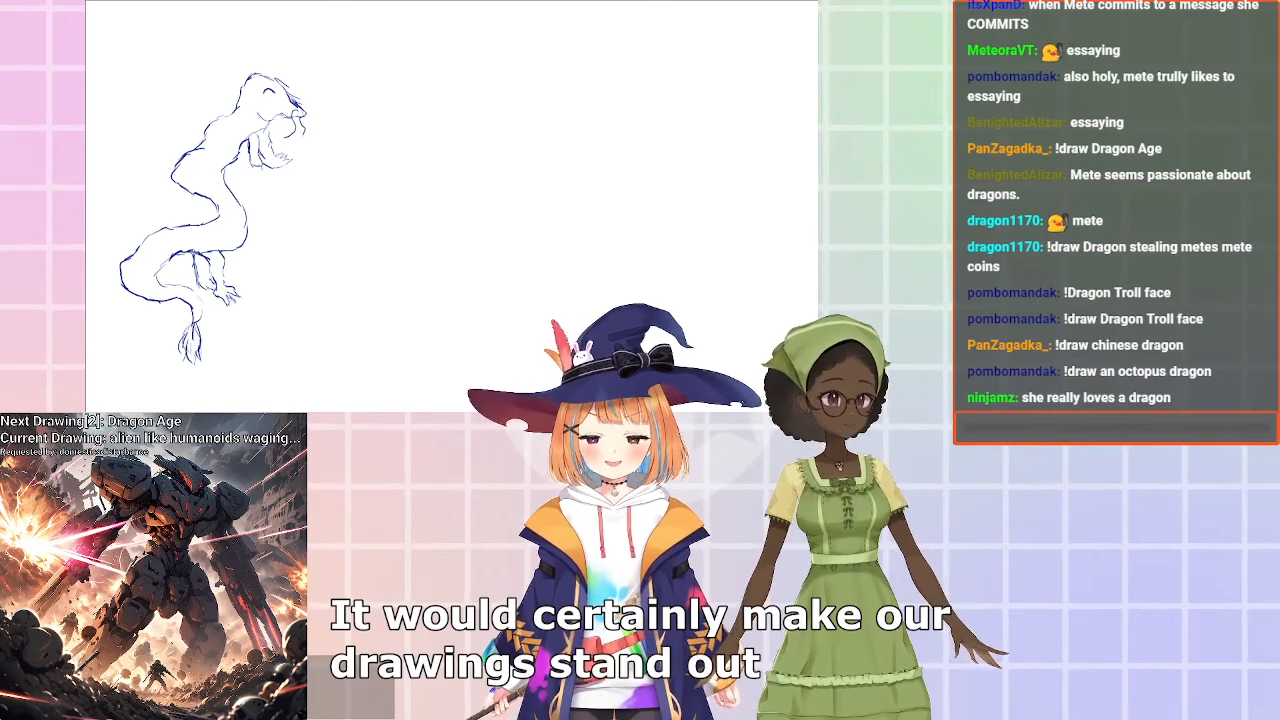 itsXpanD: when Mete commits to a message she
COMMITS
MeteoraVT: essaying
pombomandak: also holy, mete trully likes to
essaying
BenightedAlizar: essaying
PanZagadka_: !draw Dragon Age
BenightedAlizar: Mete seems passionate about
dragons.
dragon1170: mete
dragon1170: !draw Dragon stealing metes mete
coins
pombomandak: !Dragon Troll face
pombomandak: !draw Dragon Troll face
PanZagadka_: !draw chinese dragon
pombomandak: !draw an octopus dragon
ninjamz: she really loves a dragon
Next Drawing[2]: Dragon Age
Current Drawing- alien like humanoids waging...
Requested by:
It would certainly make our
drawings stand out